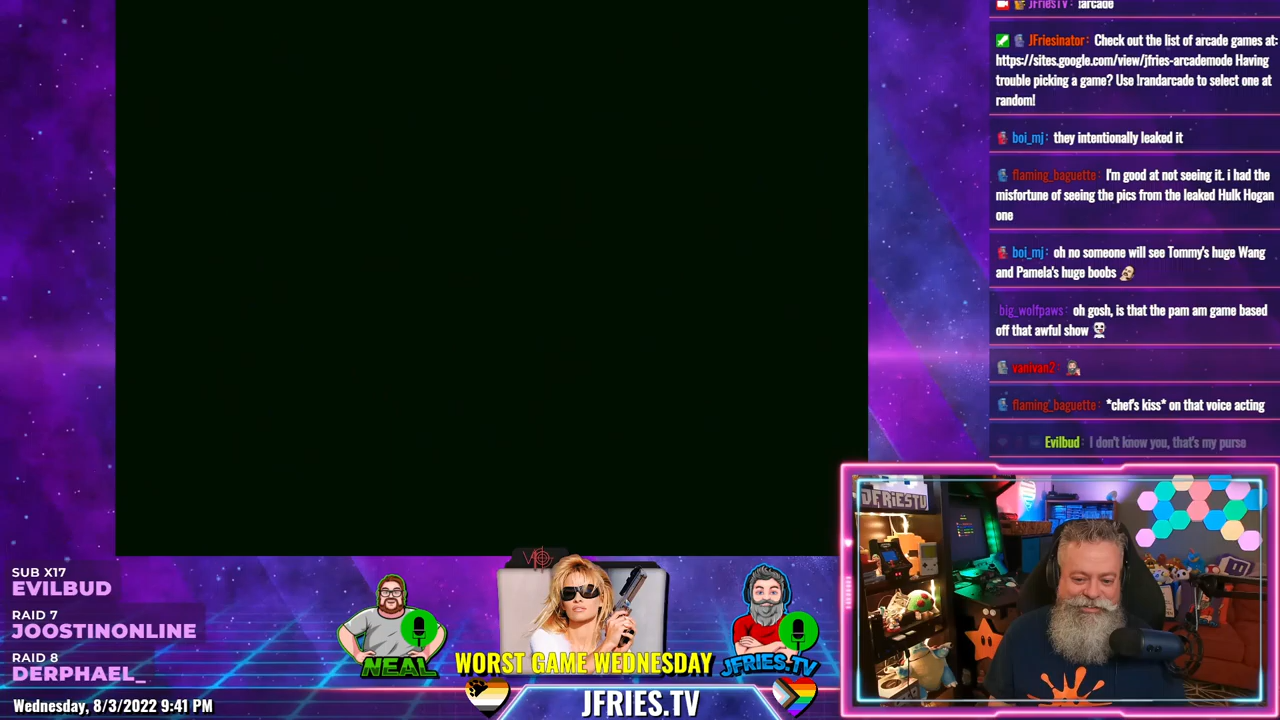 JFriesTV: !arcade
JFriesinator: Check out the list of arcade games at:
https://sites.google.com/view/jfries-arcademode Having
trouble picking a game? Use !randarcade to select one at
random!
boi_mj: they intentionally leaked it
flaming_baguette: I'm good at not seeing it. i had the
misfortune of seeing the pics from the leaked Hulk Hogan
one
boi_mj: oh no someone will see Tommy's huge Wang
and Pamela's huge boobs
big_wolfpaws: oh gosh, is that the pam am game based
off that awful show
vanivan2:
flaming_baguette: *chef's kiss* on that voice acting
Evilbud: I don't know you, that's my purse
JFRIESTV
SUB X17
EVILBUD
RAID 7
JOOSTINONLINE
RAID 8
DERPHAEL_
Wednesday, 8/3/2022 9:41 PM
VIP
NEAL
WORST GAME WEDNESDAY
JFRIES.TV
JFRIES.TV